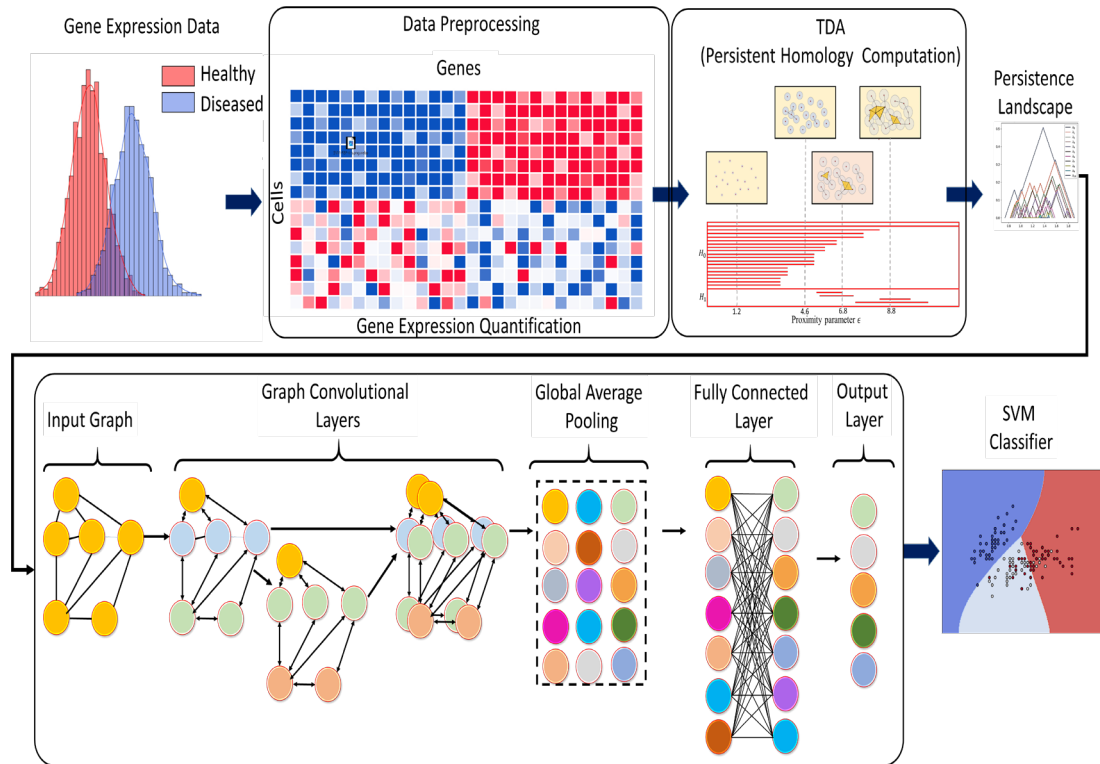 Gene Expression Data
Healthy
Diseased
Data Preprocessing
Genes
Cells
Gene Expression Quantification
TDA
(Persistent Homology Computation)
H0
H1
1.2 4.6 6.8 8.8
Proximity parameter ε
Persistence
Landscape
Input Graph
Graph Convolutional
Layers
Global Average
Pooling
Fully Connected
Layer
Output
Layer
SVM
Classifier